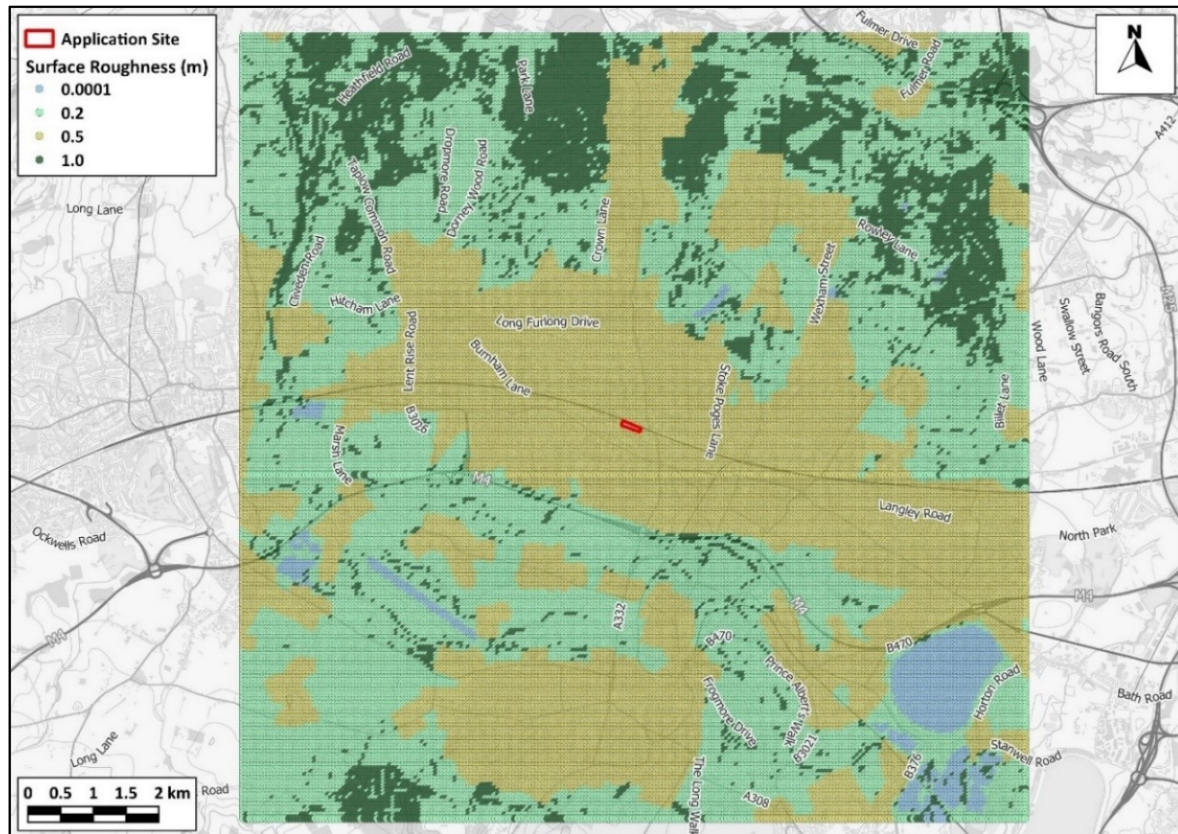 Application Site
Surface Roughness (m)
0.0001
0.2
0.5
1.0
N
Fulmer Drive
Fulmer Road
Heathfield Road
Park Lane
A412
Dropmore Road
Dorney Wood Road
Taplow Common Road
Long Lane
Crown Lane
Rowley Lane
Wexham Street
Cliveden Road
Hitcham Lane
M25
Bangors Road South
Swallow Street
Wood Lane
Long Furlong Drive
Lent Rise Road
Burnham Lane
Stoke Poges Lane
Billet Lane
B3026
Marsh Lane
M4
Langley Road
Ockwells Road
North Park
M4
M4
M4
A332
B470
B470
Prince Albert's Walk
Frogmore Drive
Horton Road
Bath Road
B3021
B376
Stanwell Road
Long Lane
The Long Walk
A308
Road
0 0.5 1 1.5 2 km